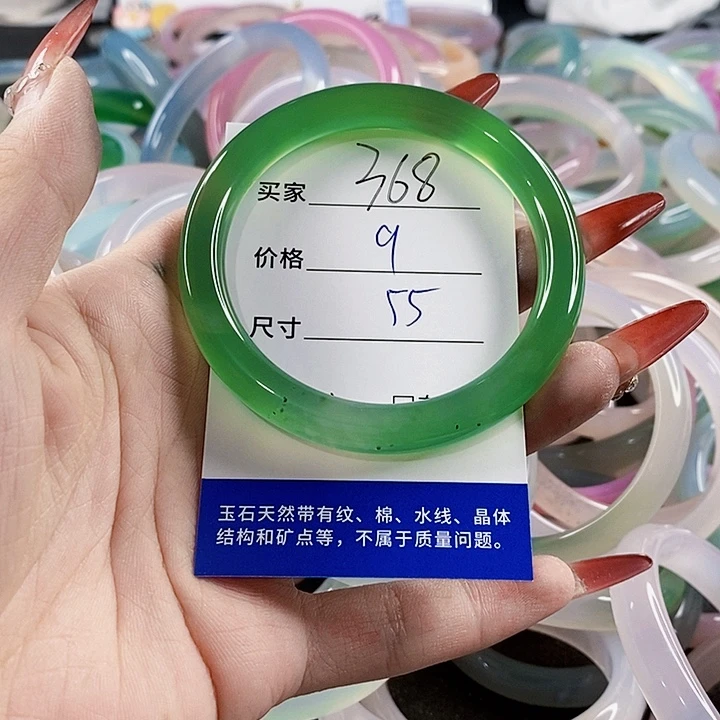 买家 368
价格 9
尺寸 55
玉石天然带有纹、棉、水线、晶体
结构和矿点等，不属于质量问题。